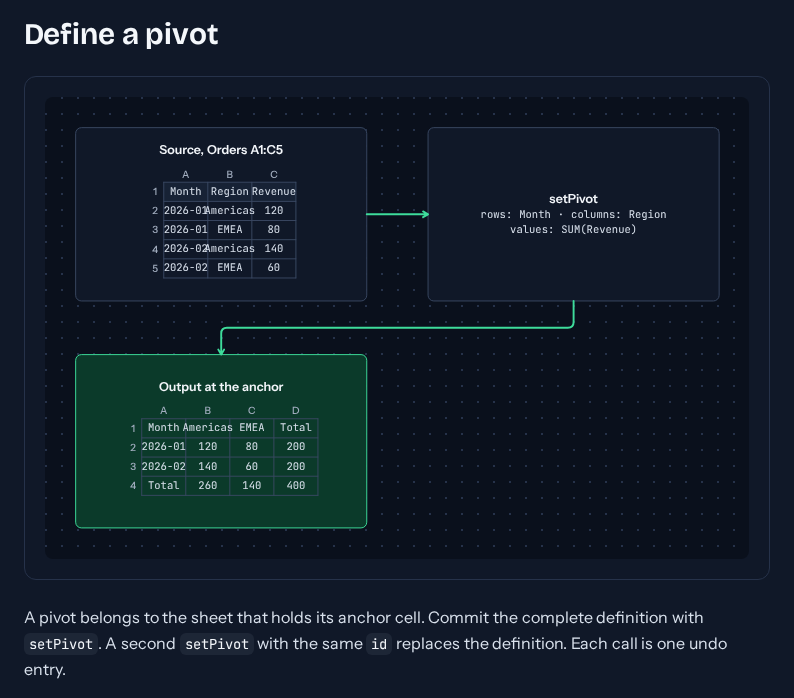 Define a pivot
Source, Orders A1:C5
A B C
1 Month Region Revenue
2 2026-01 Americas 120
3 2026-01 EMEA 80
4 2026-02 Americas 140
5 2026-02 EMEA 60
setPivot
rows: Month · columns: Region
values: SUM(Revenue)
Output at the anchor
A B C D
1 Month Americas EMEA Total
2 2026-01 120 80 200
3 2026-02 140 60 200
4 Total 260 140 400
A pivot belongs to the sheet that holds its anchor cell. Commit the complete definition with
setPivot. A second setPivot with the same id replaces the definition. Each call is one undo
entry.